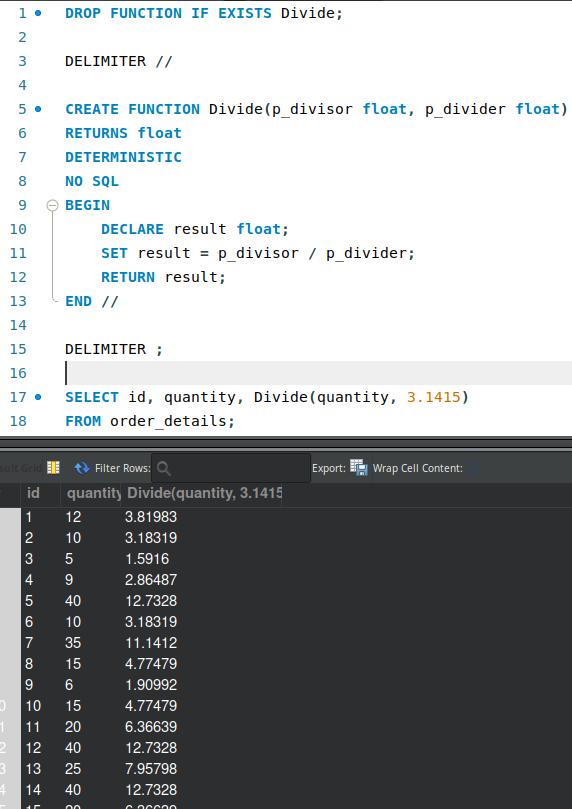 1 DROP FUNCTION IF EXISTS Divide;
2
3 DELIMITER //
4
5 CREATE FUNCTION Divide(p_divisor float, p_divider float)
6 RETURNS float
7 DETERMINISTIC
8 NO SQL
9 BEGIN
10 DECLARE result float;
11 SET result = p_divisor / p_divider;
12 RETURN result;
13 END //
14
15 DELIMITER ;
16
17 SELECT id, quantity, Divide(quantity, 3.1415)
18 FROM order_details;
Grid Filter Rows: Export: Wrap Cell Content:
id quantity Divide(quantity, 3.1415
1 12 3.81983
2 10 3.18319
3 5 1.5916
4 9 2.86487
5 40 12.7328
6 10 3.18319
7 35 11.1412
8 15 4.77479
9 6 1.90992
0 10 15 4.77479
1 11 20 6.36639
2 12 40 12.7328
3 13 25 7.95798
4 14 40 12.7328